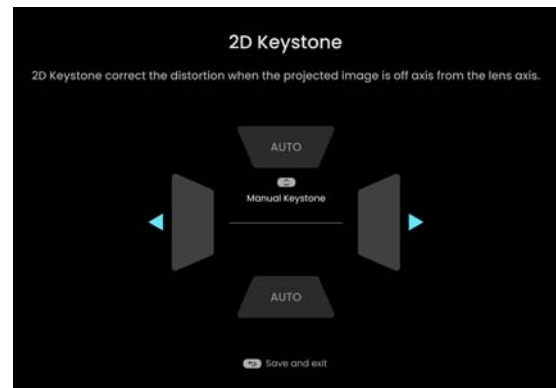 2D Keystone
2D Keystone correct the distortion when the projected image is off axis from the lens axis.
AUTO
Manual Keystone
AUTO
Save and exit